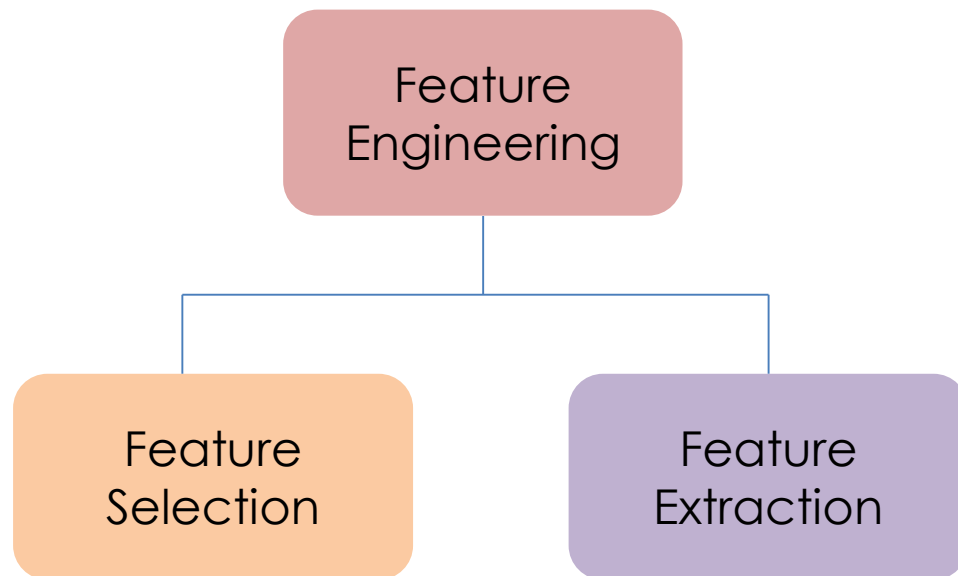 Feature
Engineering
Feature
Selection
Feature
Extraction